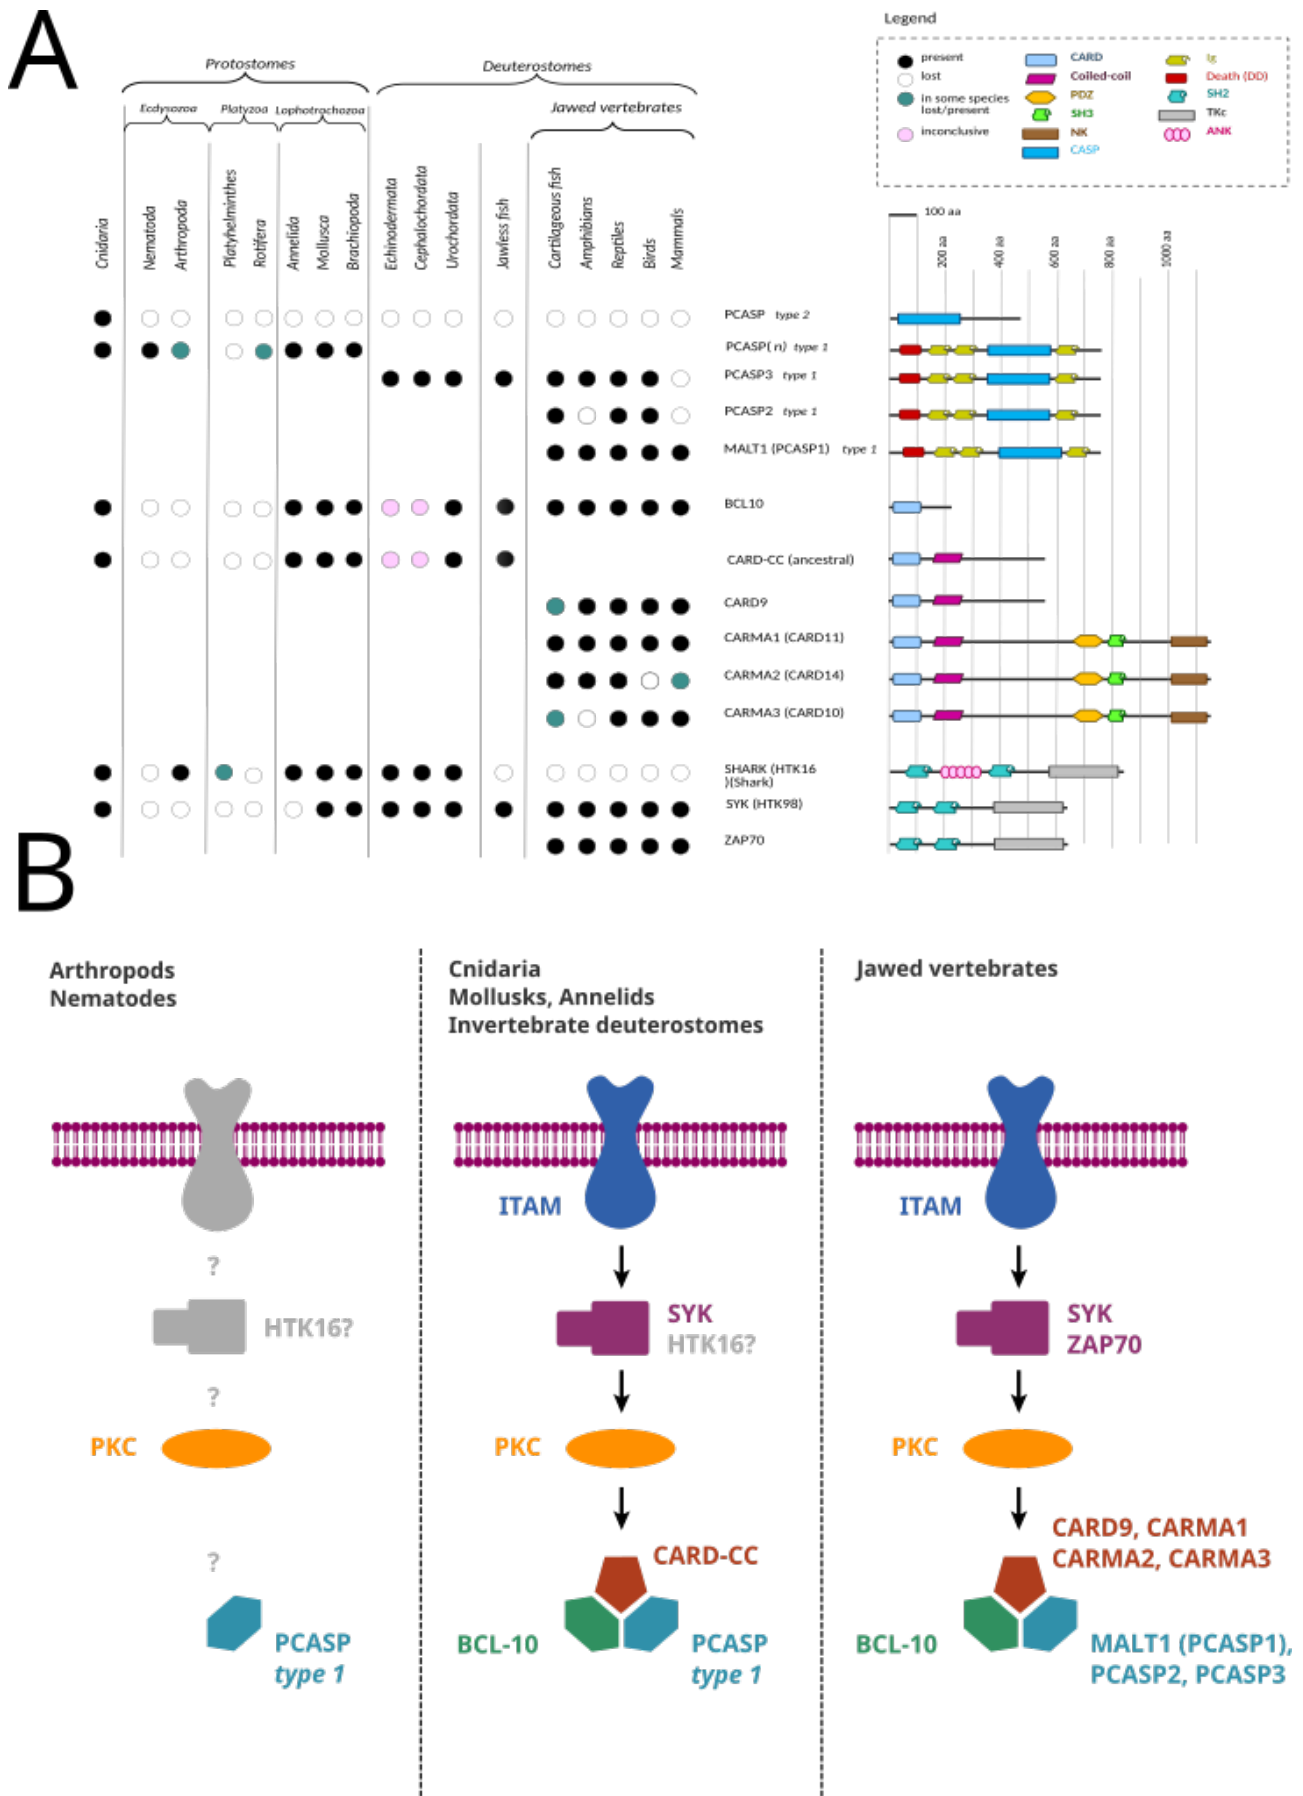 A
Legend
present
lost
in some species
lost/present
inconclusive
CARD
Coiled-coil
PDZ
SH3
NK
CASP
Ig
Death (DD)
SH2
TKc
ANK
Protostomes
Deuterostomes
Ecdysozoa
Platyzoa
Lophotrochozoa
Jawed vertebrates
Cnidaria
Nematoda
Arthropoda
Platyhelminthes
Rotifera
Annelida
Mollusca
Brachiopoda
Echinodermata
Cephalochordata
Urochordata
Jawless fish
Cartilageous fish
Amphibians
Reptiles
Birds
Mammals
100 aa
200 aa
400 aa
600 aa
800 aa
1000 aa
PCASP type 2
PCASP( n) type 1
PCASP3 type 1
PCASP2 type 1
MALT1 (PCASP1) type 1
BCL10
CARD-CC (ancestral)
CARD9
CARMA1 (CARD11)
CARMA2 (CARD14)
CARMA3 (CARD10)
SHARK (HTK16
)(Shark)
SYK (HTK98)
ZAP70
B
Arthropods
Nematodes
?
HTK16?
?
PKC
?
PCASP
type 1
Cnidaria
Mollusks, Annelids
Invertebrate deuterostomes
ITAM
SYK
HTK16?
PKC
CARD-CC
BCL-10
PCASP
type 1
Jawed vertebrates
ITAM
SYK
ZAP70
PKC
CARD9, CARMA1
CARMA2, CARMA3
BCL-10
MALT1 (PCASP1),
PCASP2, PCASP3